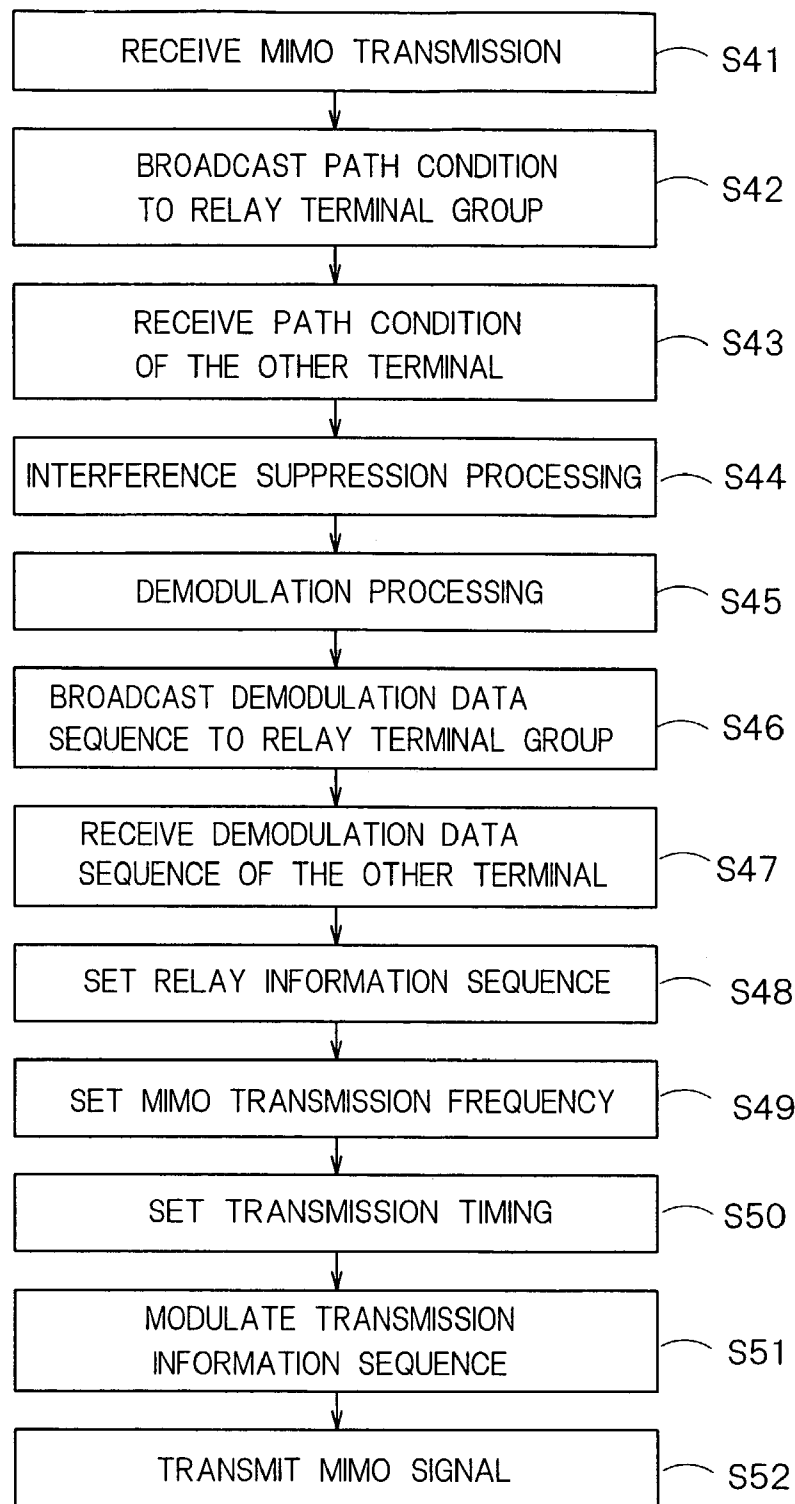 RECEIVE MIMO TRANSMISSION
S41
BROADCAST PATH CONDITION
TO RELAY TERMINAL GROUP
S42
RECEIVE PATH CONDITION
OF THE OTHER TERMINAL
S43
INTERFERENCE SUPPRESSION PROCESSING
S44
DEMODULATION PROCESSING
S45
BROADCAST DEMODULATION DATA
SEQUENCE TO RELAY TERMINAL GROUP
S46
RECEIVE DEMODULATION DATA
SEQUENCE OF THE OTHER TERMINAL
S47
SET RELAY INFORMATION SEQUENCE
S48
SET MIMO TRANSMISSION FREQUENCY
S49
SET TRANSMISSION TIMING
S50
MODULATE TRANSMISSION
INFORMATION SEQUENCE
S51
TRANSMIT MIMO SIGNAL
S52